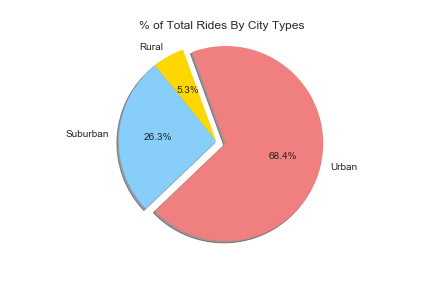 % of Total Rides By City Types
Rural
5.3%
Suburban
26.3%
68.4%
Urban